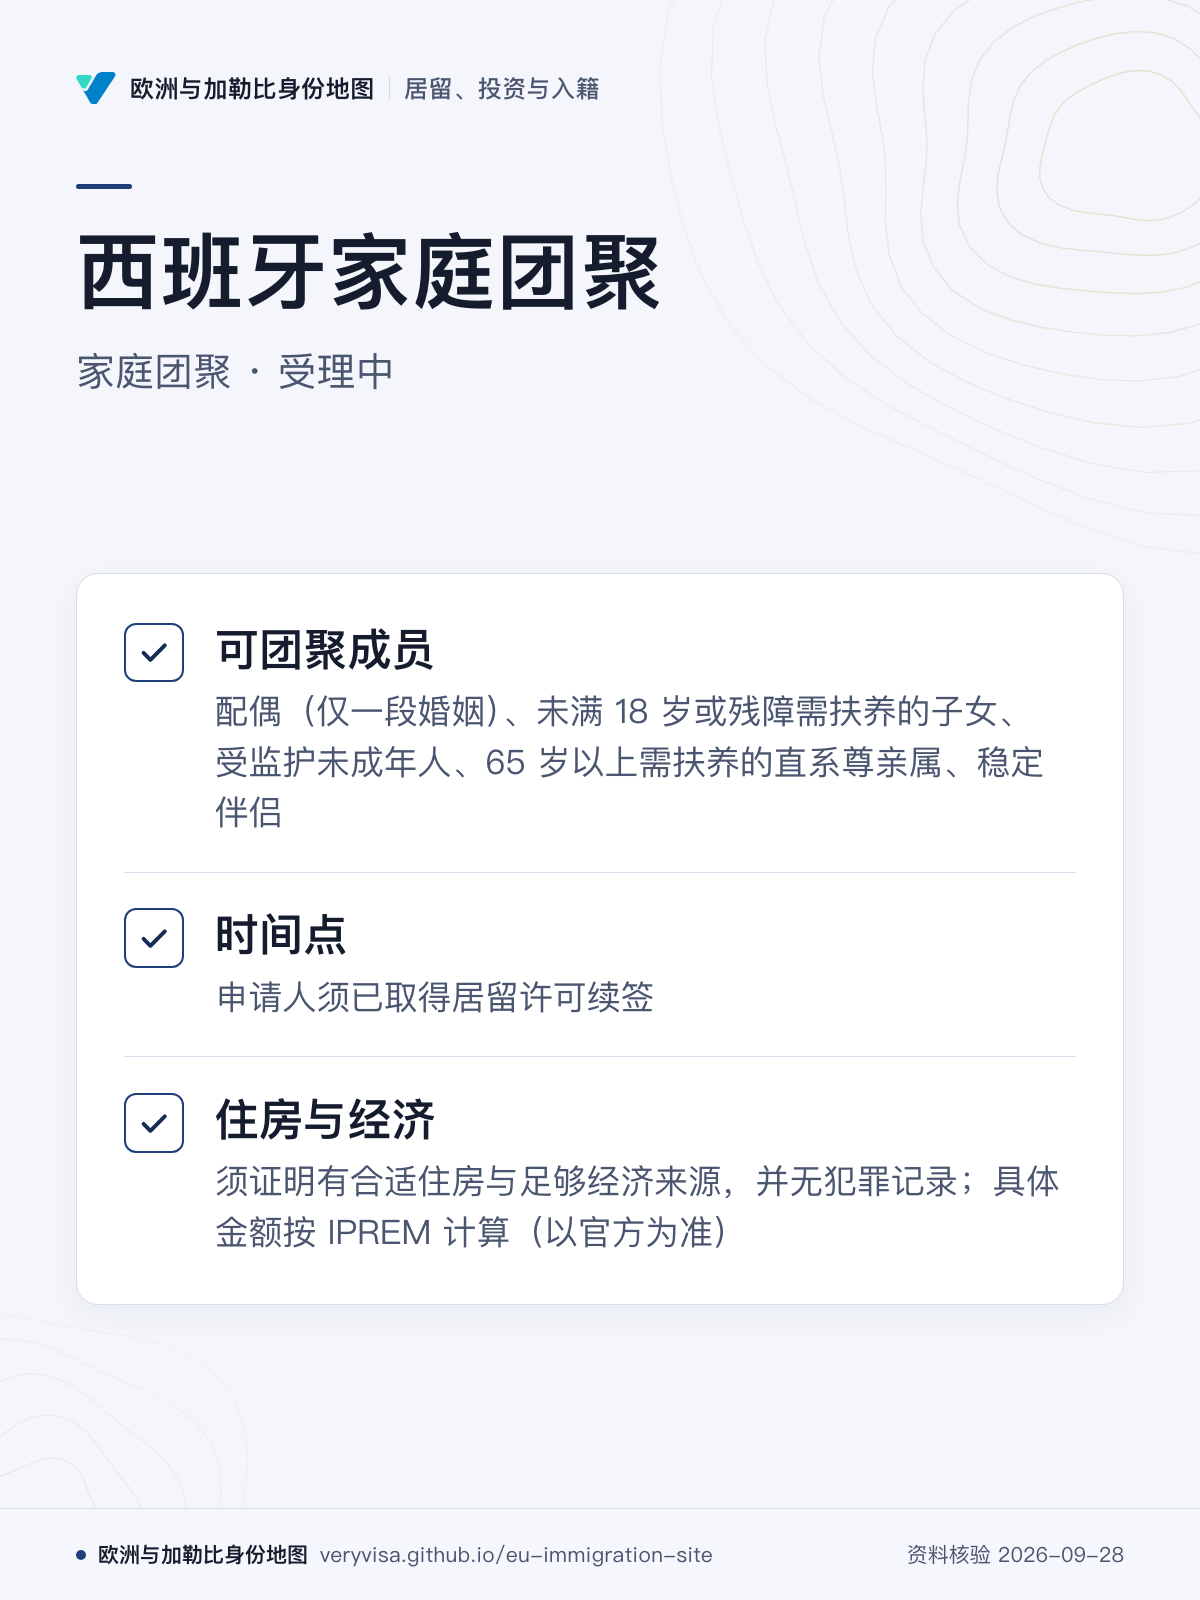 欧洲与加勒比身份地图 居留、投资与入籍
西班牙家庭团聚
家庭团聚 · 受理中
可团聚成员
配偶（仅一段婚姻）、未满 18 岁或残障需扶养的子女、
受监护未成年人、65 岁以上需扶养的直系尊亲属、稳定
伴侣
时间点
申请人须已取得居留许可续签
住房与经济
须证明有合适住房与足够经济来源，并无犯罪记录；具体
金额按 IPREM 计算（以官方为准）
欧洲与加勒比身份地图 veryvisa.github.io/eu-immigration-site 资料核验 2026-09-28